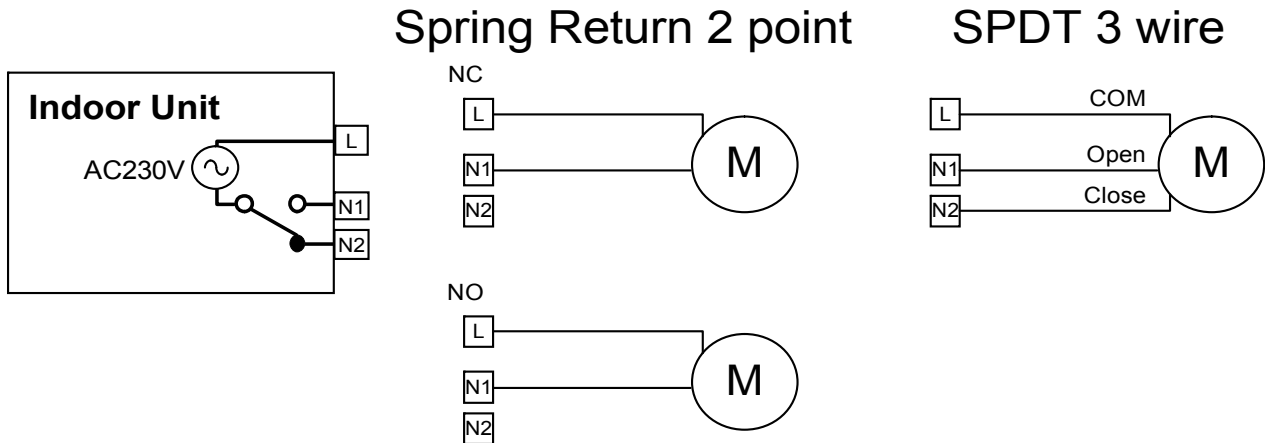 Spring Return 2 point
SPDT 3 wire
Indoor Unit
AC230V
L
N1
N2
NC
L
N1
N2
M
NO
L
N1
N2
M
L
N1
N2
COM
Open
Close
M